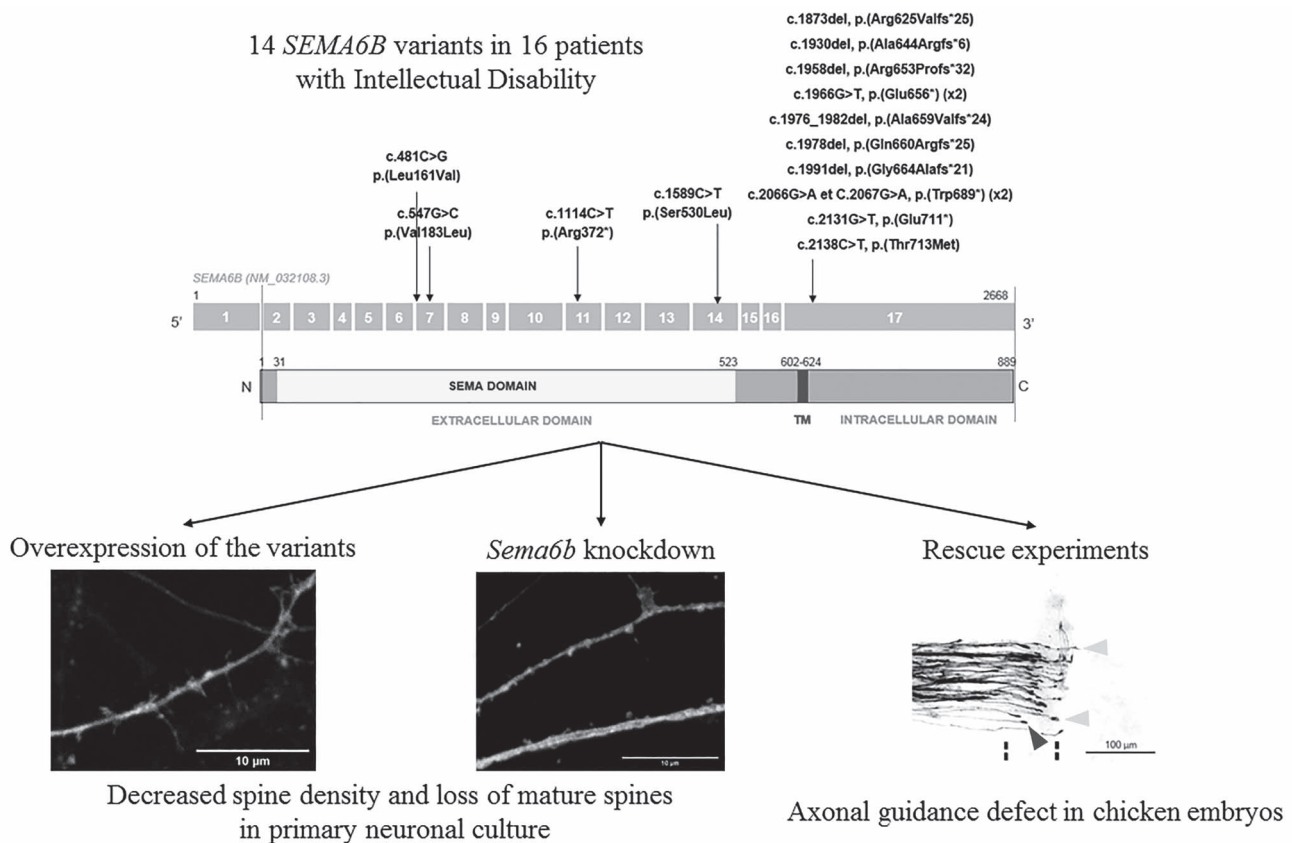 14 SEMA6B variants in 16 patients
with Intellectual Disability
c.1873del, p.(Arg625Valfs*25)
c.1930del, p.(Ala644Argfs*6)
c.1958del, p.(Arg653Profs*32)
c.1966G>T, p.(Glu656*) (x2)
c.1976_1982del, p.(Ala659Valfs*24)
c.1978del, p.(Gln660Argfs*25)
c.1991del, p.(Gly664Alafs*21)
c.2066G>A et C.2067G>A, p.(Trp689*) (x2)
c.2131G>T, p.(Glu711*)
c.2138C>T, p.(Thr713Met)
c.481C>G
p.(Leu161Val)
c.547G>C
p.(Val183Leu)
c.1114C>T
p.(Arg372*)
c.1589C>T
p.(Ser530Leu)
SEMA6B (NM_032108.3)
1 2668
5' 1 2 3 4 5 6 7 8 9 10 11 12 13 14 15 16 17 3'
1 31 523 602-624 889
N SEMA DOMAIN C
EXTRACELLULAR DOMAIN TM INTRACELLULAR DOMAIN
Overexpression of the variants
10 µm
Sema6b knockdown
10 µm
Rescue experiments
100 µm
Decreased spine density and loss of mature spines
in primary neuronal culture
Axonal guidance defect in chicken embryos